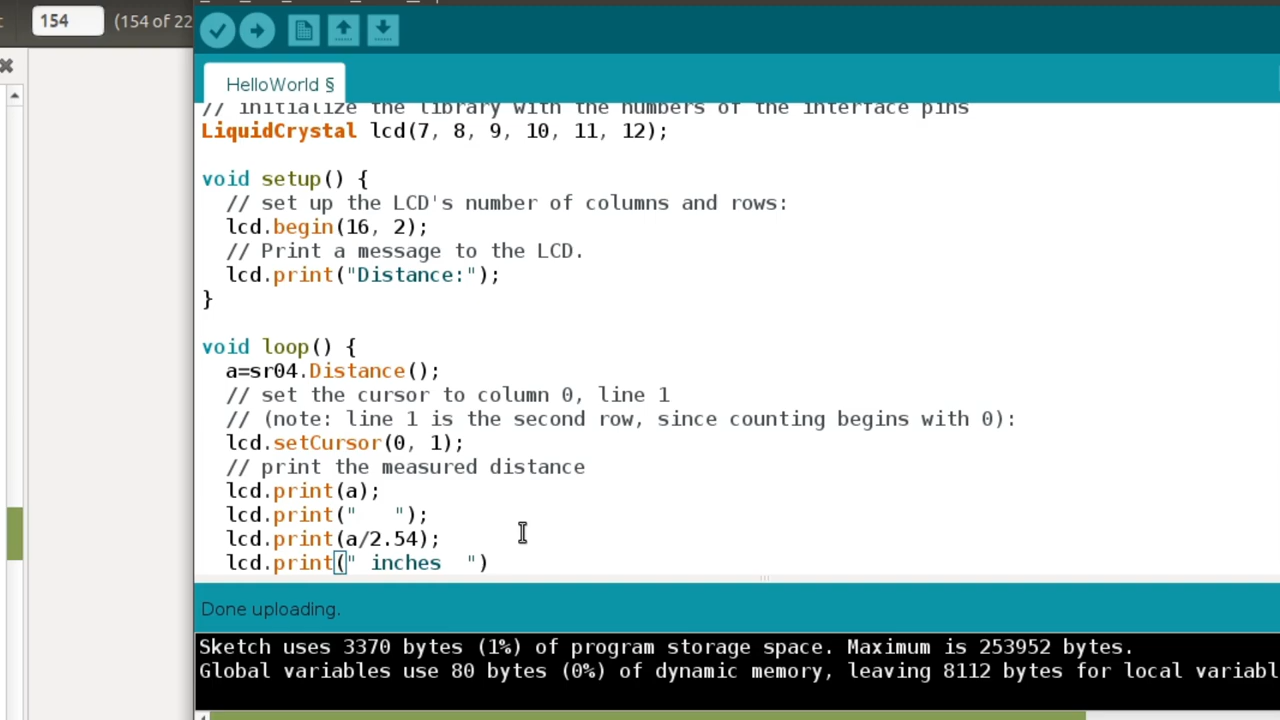 154 (154 of 22
HelloWorld §
// initialize the library with the numbers of the interface pins
LiquidCrystal lcd(7, 8, 9, 10, 11, 12);
void setup() {
// set up the LCD's number of columns and rows:
lcd.begin(16, 2);
// Print a message to the LCD.
lcd.print("Distance:");
}
void loop() {
a=sr04.Distance();
// set the cursor to column 0, line 1
// (note: line 1 is the second row, since counting begins with 0):
lcd.setCursor(0, 1);
// print the measured distance
lcd.print(a);
lcd.print("   ");
lcd.print(a/2.54);
lcd.print(" inches  ")
Done uploading.
Sketch uses 3370 bytes (1%) of program storage space. Maximum is 253952 bytes.
Global variables use 80 bytes (0%) of dynamic memory, leaving 8112 bytes for local variabl